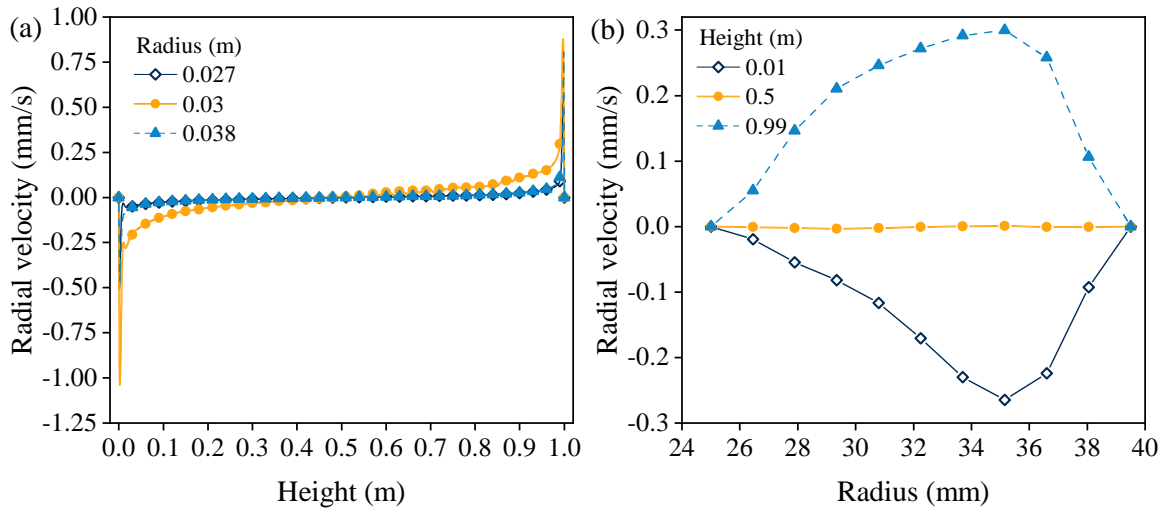 (a)
Radius (m)
0.027
0.03
0.038
1.00
0.75
0.50
0.25
0.00
-0.25
-0.50
-0.75
-1.00
-1.25
Radial velocity (mm/s)
0.0 0.1 0.2 0.3 0.4 0.5 0.6 0.7 0.8 0.9 1.0
Height (m)
(b)
Height (m)
0.01
0.5
0.99
0.3
0.2
0.1
0.0
-0.1
-0.2
-0.3
Radial velocity (mm/s)
24 26 28 30 32 34 36 38 40
Radius (mm)